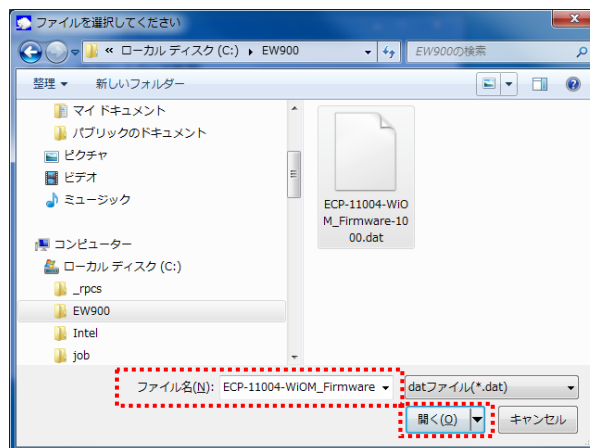 ファイルを選択してください
« ローカル ディスク (C:) ▸ EW900
EW900の検索
整理 ▼ 新しいフォルダー
マイ ドキュメント
パブリックのドキュメント
ピクチャ
ビデオ
ミュージック
コンピューター
ローカル ディスク (C:)
_rpcs
EW900
Intel
job
ECP-11004-WiO
M_Firmware-10
00.dat
ファイル名(N): ECP-11004-WiOM_Firmware
datファイル(*.dat)
開く(O)
キャンセル